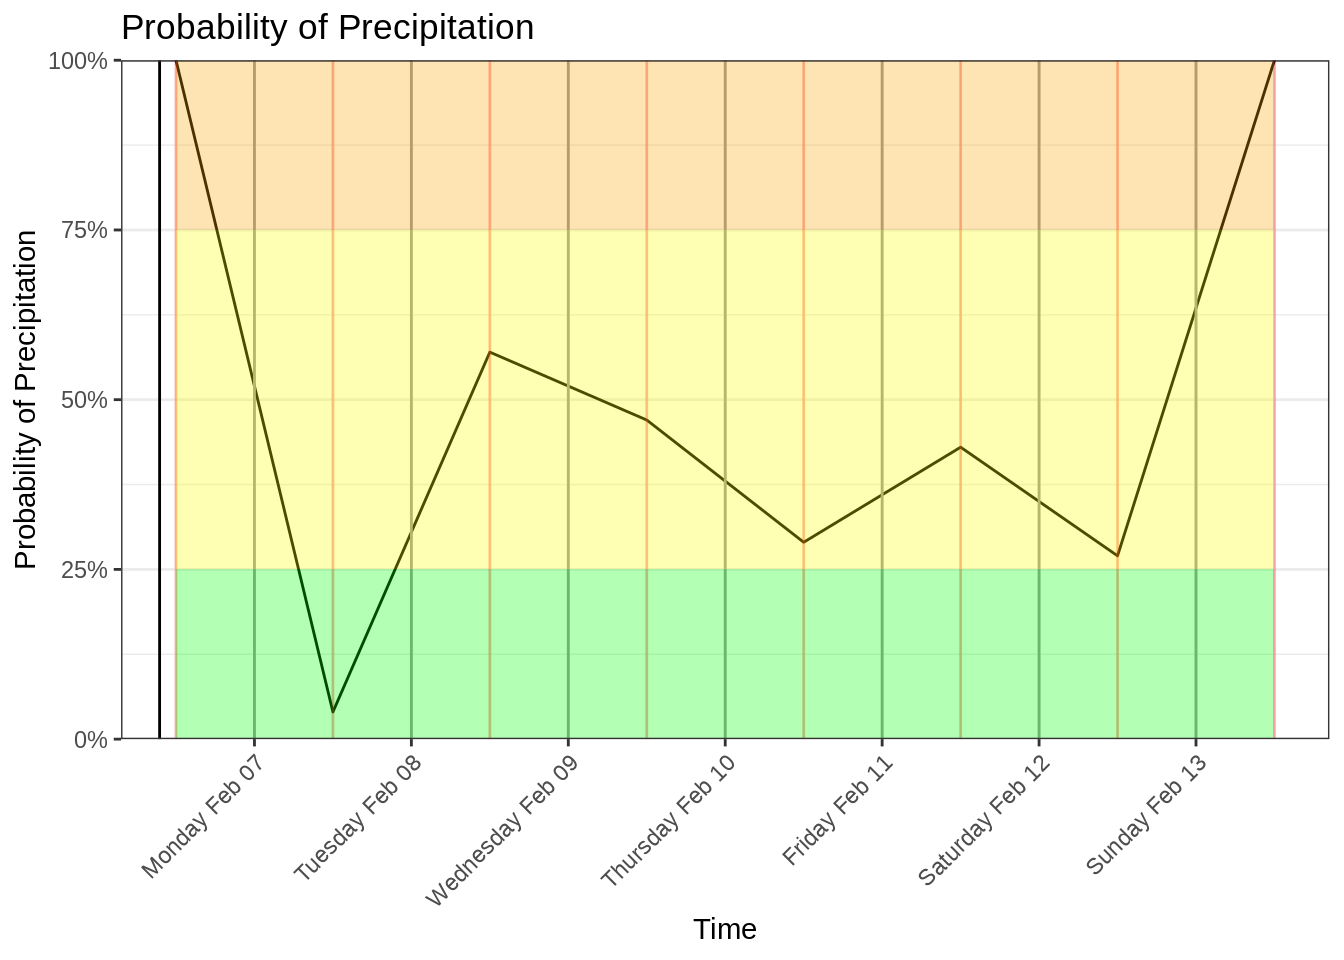 Probability of Precipitation
100%
75%
50%
25%
0%
Probability of Precipitation
Monday Feb 07
Tuesday Feb 08
Wednesday Feb 09
Thursday Feb 10
Friday Feb 11
Saturday Feb 12
Sunday Feb 13
Time